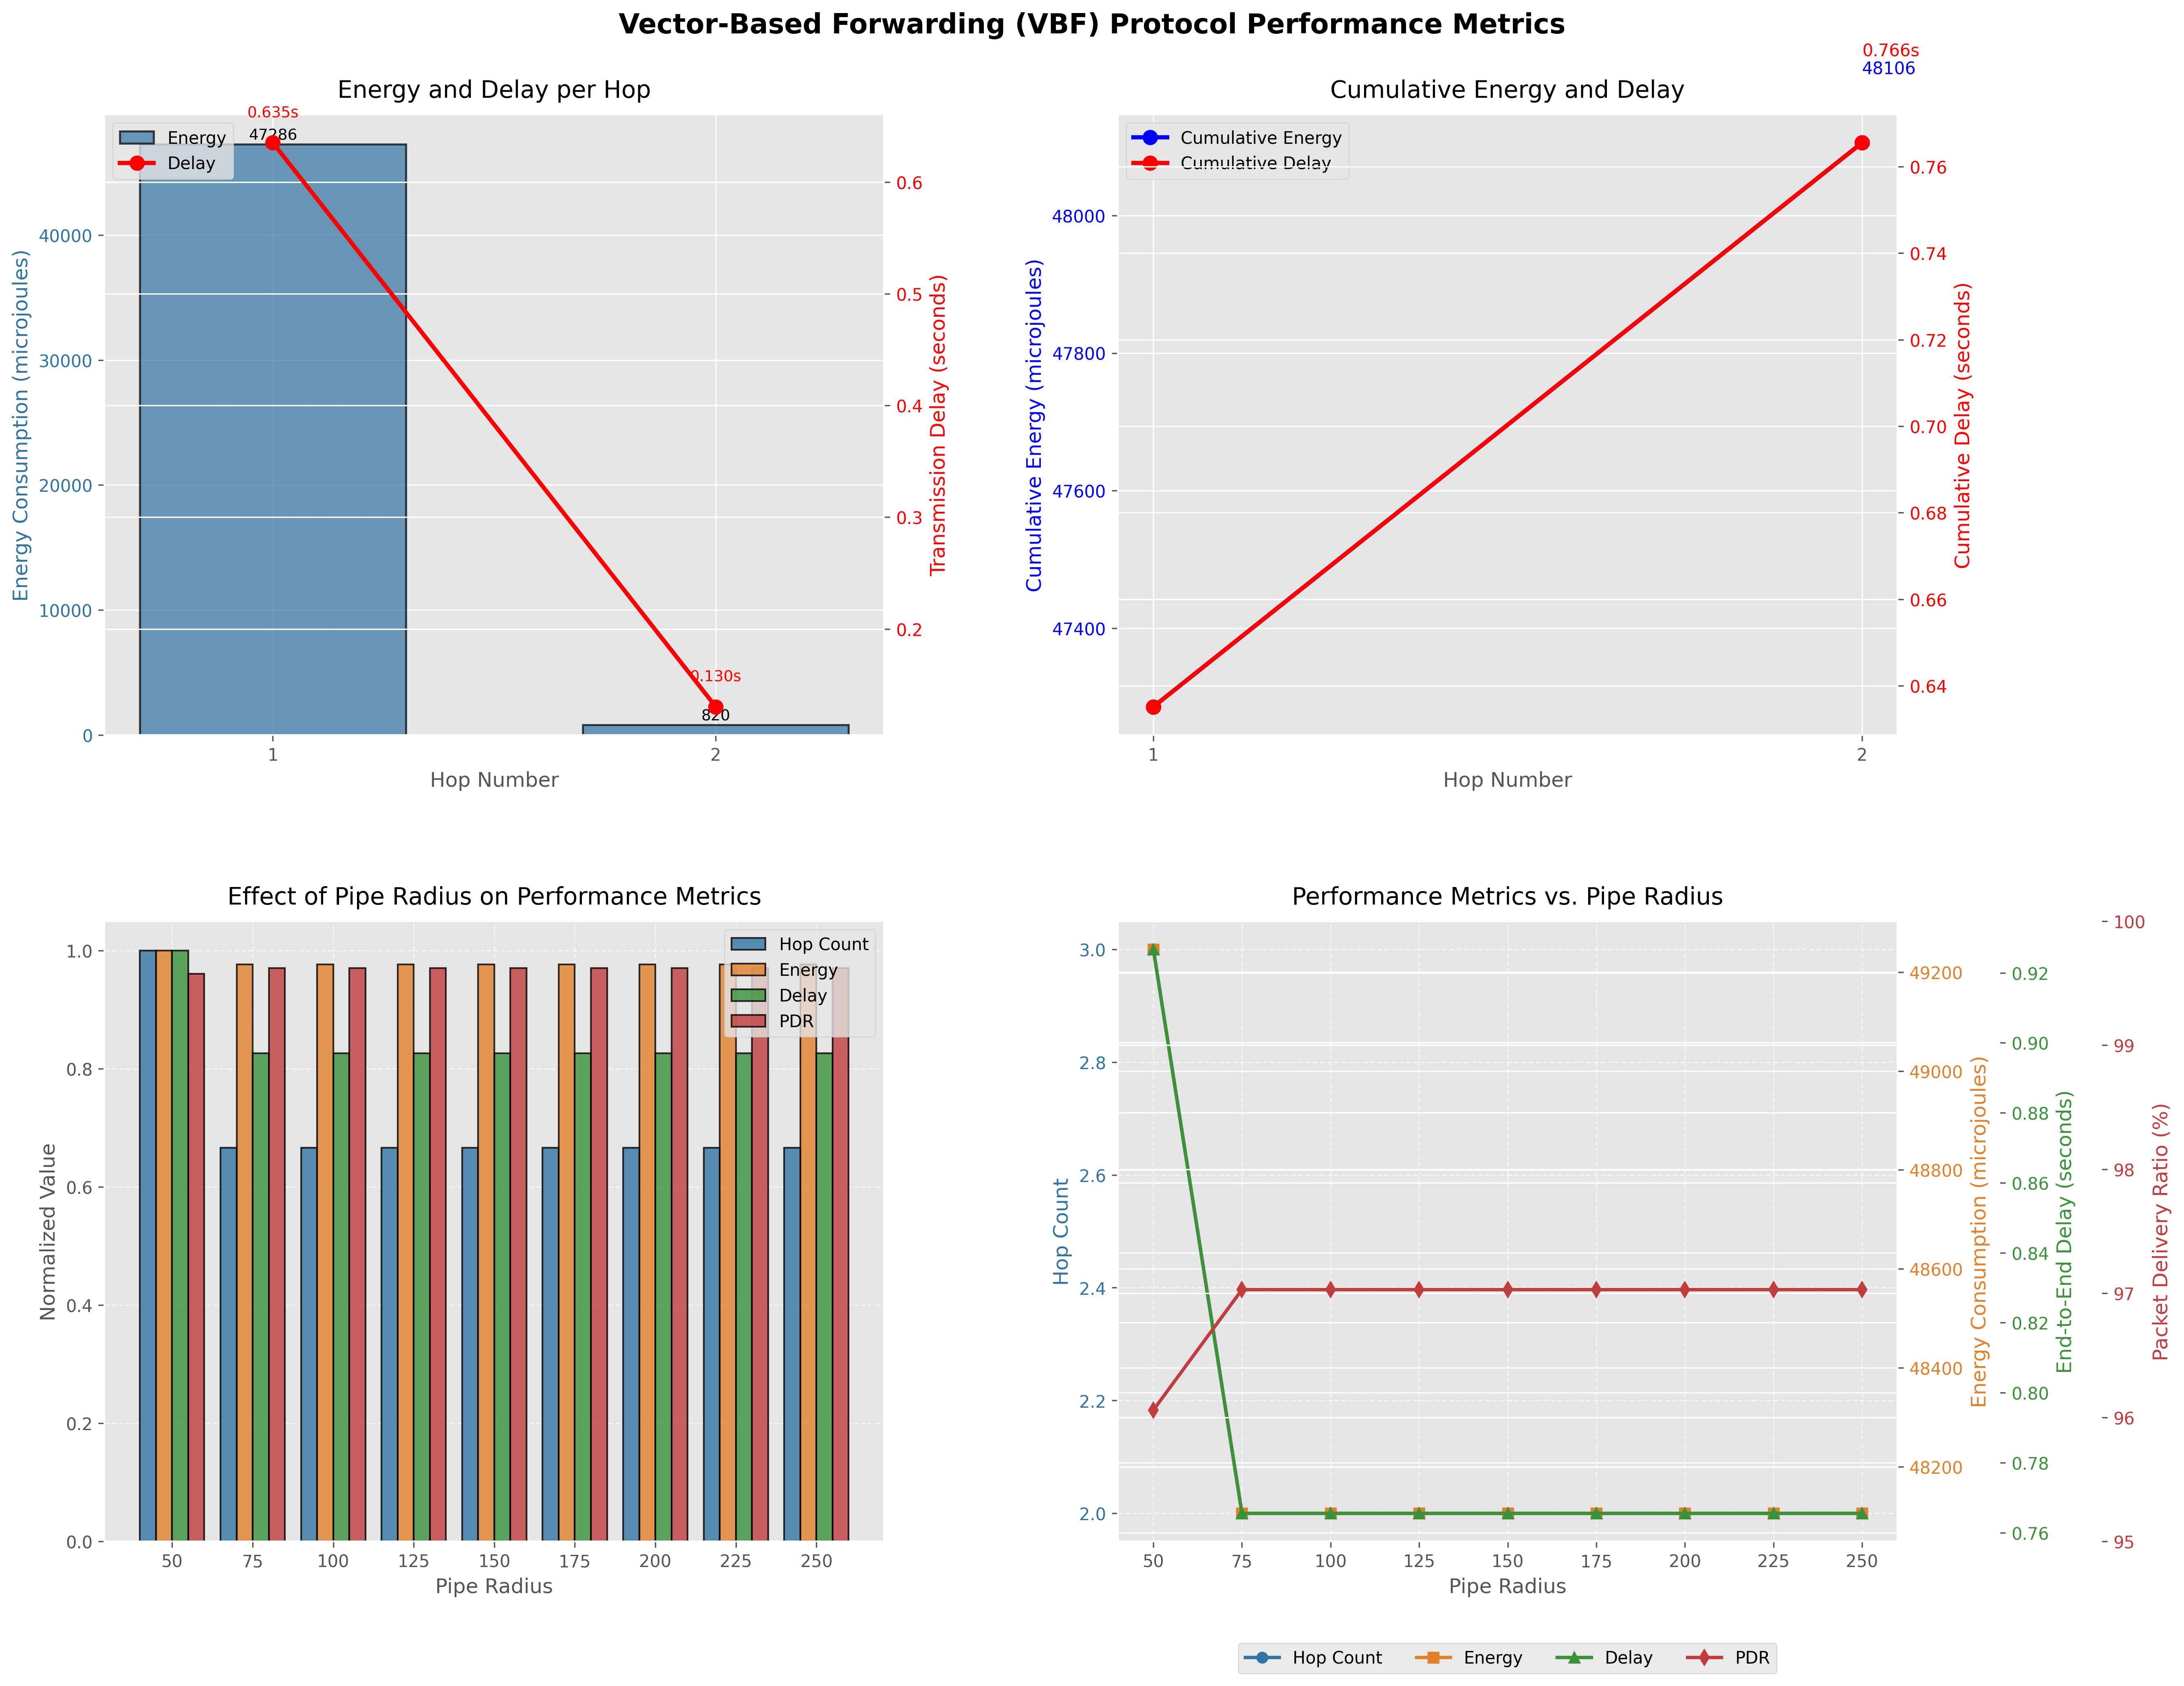 Vector-Based Forwarding (VBF) Protocol Performance Metrics
Energy and Delay per Hop
0.635s
47286
Energy
Delay
Energy Consumption (microjoules)
40000
30000
20000
10000
0
0.6
0.5
0.4
0.3
0.2
Transmission Delay (seconds)
0.130s
820
1
2
Hop Number
0.766s
48106
Cumulative Energy and Delay
Cumulative Energy
Cumulative Delay
Cumulative Energy (microjoules)
48000
47800
47600
47400
0.76
0.74
0.72
0.70
0.68
0.66
0.64
Cumulative Delay (seconds)
1
2
Hop Number
Effect of Pipe Radius on Performance Metrics
Hop Count
Energy
Delay
PDR
Normalized Value
1.0
0.8
0.6
0.4
0.2
0.0
50
75
100
125
150
175
200
225
250
Pipe Radius
Performance Metrics vs. Pipe Radius
Hop Count
3.0
2.8
2.6
2.4
2.2
2.0
49200
49000
48800
48600
48400
48200
Energy Consumption (microjoules)
0.92
0.90
0.88
0.86
0.84
0.82
0.80
0.78
0.76
End-to-End Delay (seconds)
100
99
98
97
96
95
Packet Delivery Ratio (%)
50
75
100
125
150
175
200
225
250
Pipe Radius
Hop Count
Energy
Delay
PDR